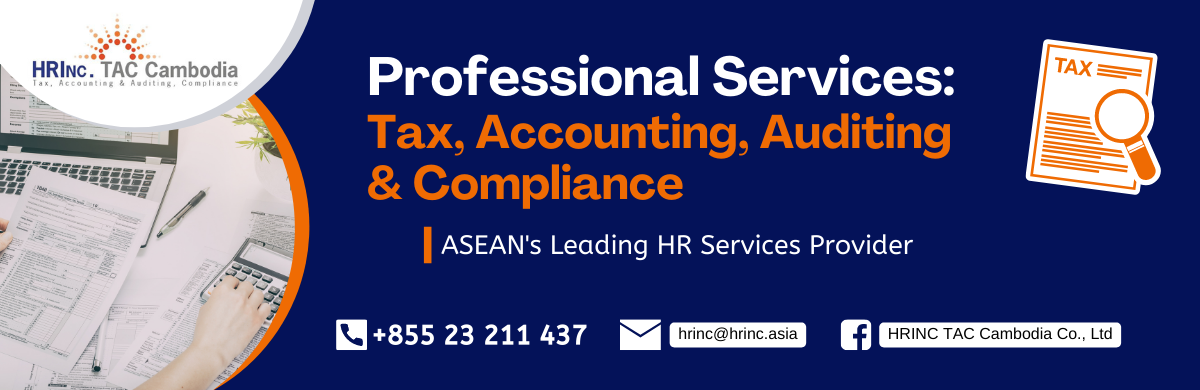 HRINC. TAC Cambodia
Tax, Accounting & Auditing, Compliance
Professional Services:
Tax, Accounting, Auditing
& Compliance
TAX
ASEAN's Leading HR Services Provider
+855 23 211 437
hrinc@hrinc.asia
HRINC TAC Cambodia Co., Ltd